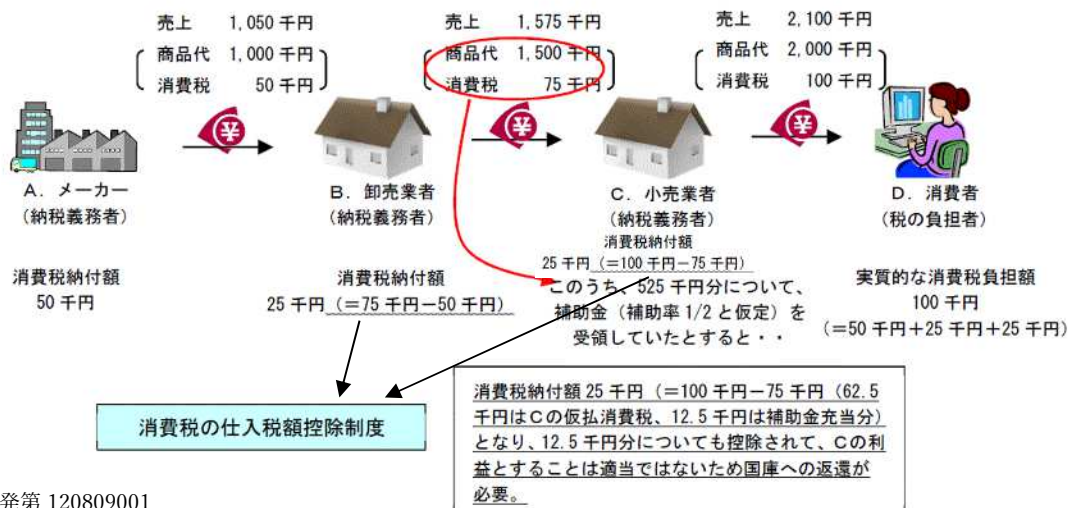 売上 1,050 千円
商品代 1,000 千円
消費税 50 千円
売上 1,575 千円
商品代 1,500 千円
消費税 75 千円
売上 2,100 千円
商品代 2,000 千円
消費税 100 千円
¥
¥
¥
A．メーカー
（納税義務者）
B．卸売業者
（納税義務者）
C．小売業者
（納税義務者）
D．消費者
（税の負担者）
消費税納付額
50 千円
消費税納付額
25 千円（＝75 千円－50 千円）
消費税納付額
25 千円（＝100 千円－75 千円）
このうち、525 千円分について、
補助金（補助率 1/2 と仮定）を
受領していたとすると・・
実質的な消費税負担額
100 千円
（＝50 千円＋25 千円＋25 千円）
消費税の仕入税額控除制度
消費税納付額 25 千円（＝100 千円－75 千円（62.5
千円はCの仮払消費税、12.5 千円は補助金充当分）
となり、12.5 千円分についても控除されて、Cの利
益とすることは適当ではないため国庫への返還が
必要。
発第 120809001